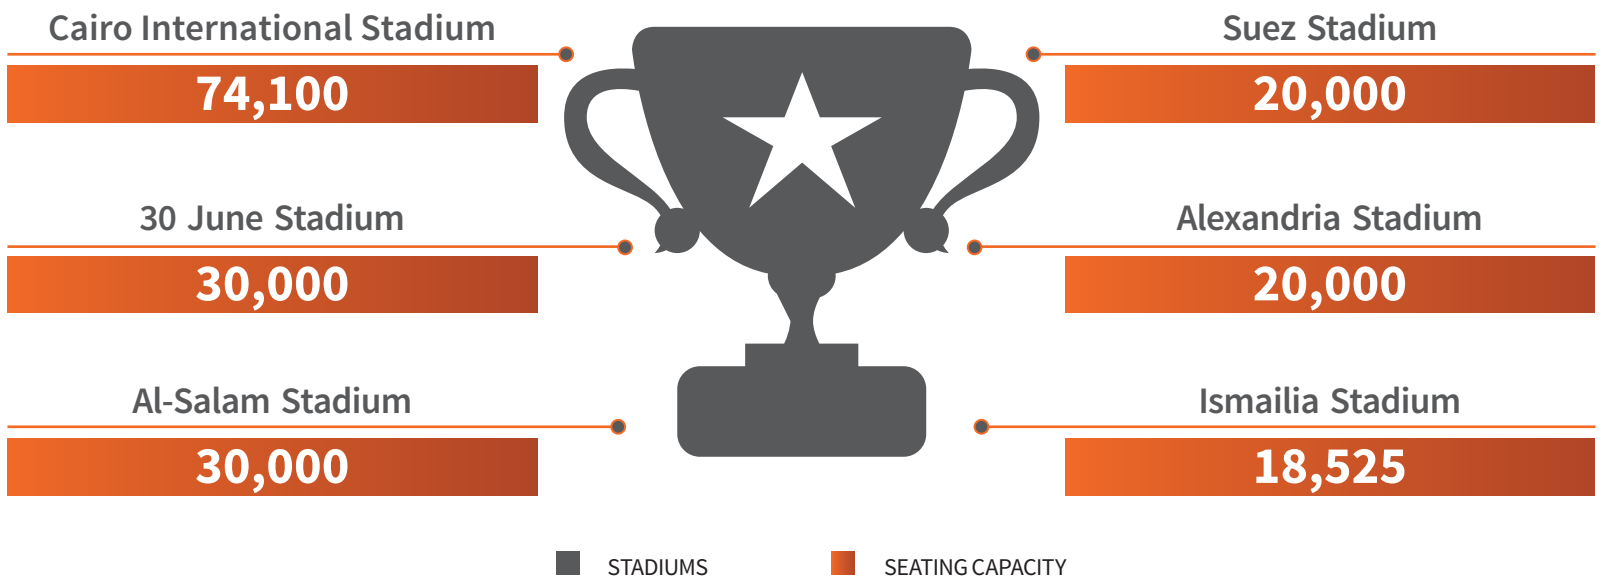 Cairo International Stadium
74,100
30 June Stadium
30,000
Al-Salam Stadium
30,000
Suez Stadium
20,000
Alexandria Stadium
20,000
Ismailia Stadium
18,525
STADIUMS
SEATING CAPACITY